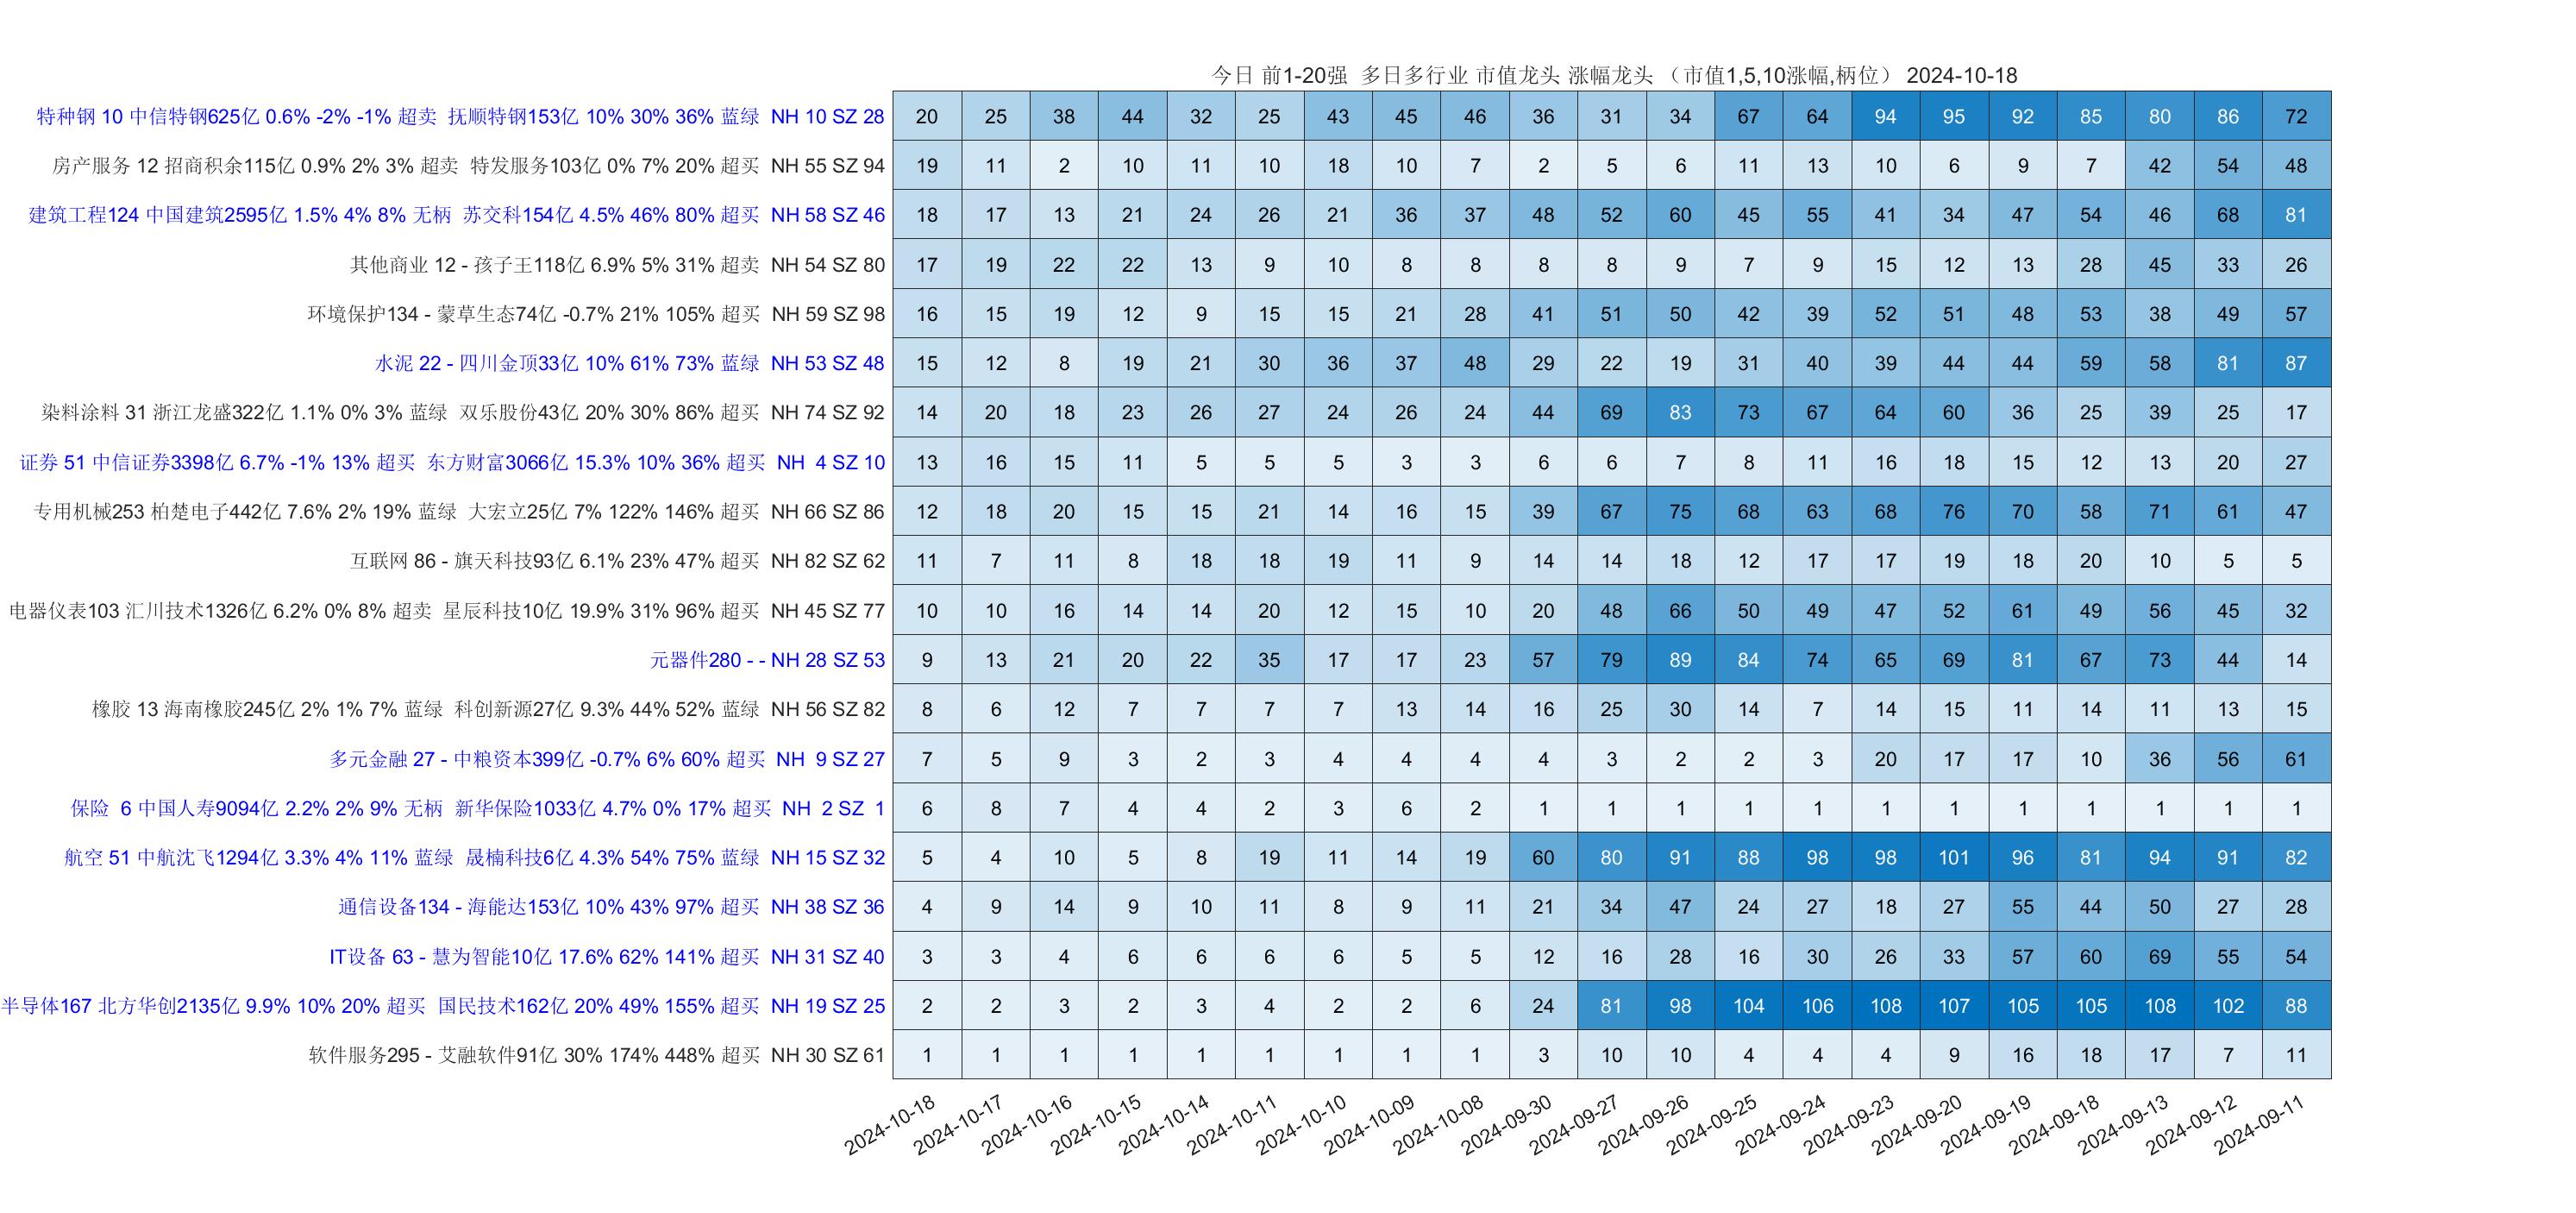 今日 前1-20强  多日多行业 市值龙头 涨幅龙头 （市值1,5,10涨幅,柄位） 2024-10-18
特种钢 10 中信特钢625亿 0.6% -2% -1% 超卖  抚顺特钢153亿 10% 30% 36% 蓝绿  NH 10 SZ 28 20 25 38 44 32 25 43 45 46 36 31 34 67 64 94 95 92 85 80 86 72
房产服务 12 招商积余115亿 0.9% 2% 3% 超卖  特发服务103亿 0% 7% 20% 超买  NH 55 SZ 94 19 11 2 10 11 10 18 10 7 2 5 6 11 13 10 6 9 7 42 54 48
建筑工程124 中国建筑2595亿 1.5% 4% 8% 无柄  苏交科154亿 4.5% 46% 80% 超买  NH 58 SZ 46 18 17 13 21 24 26 21 36 37 48 52 60 45 55 41 34 47 54 46 68 81
其他商业 12 - 孩子王118亿 6.9% 5% 31% 超卖  NH 54 SZ 80 17 19 22 22 13 9 10 8 8 8 8 9 7 9 15 12 13 28 45 33 26
环境保护134 - 蒙草生态74亿 -0.7% 21% 105% 超买  NH 59 SZ 98 16 15 19 12 9 15 15 21 28 41 51 50 42 39 52 51 48 53 38 49 57
水泥 22 - 四川金顶33亿 10% 61% 73% 蓝绿  NH 53 SZ 48 15 12 8 19 21 30 36 37 48 29 22 19 31 40 39 44 44 59 58 81 87
染料涂料 31 浙江龙盛322亿 1.1% 0% 3% 蓝绿  双乐股份43亿 20% 30% 86% 超买  NH 74 SZ 92 14 20 18 23 26 27 24 26 24 44 69 83 73 67 64 60 36 25 39 25 17
证券 51 中信证券3398亿 6.7% -1% 13% 超买  东方财富3066亿 15.3% 10% 36% 超买  NH  4 SZ 10 13 16 15 11 5 5 5 3 3 6 6 7 8 11 16 18 15 12 13 20 27
专用机械253 柏楚电子442亿 7.6% 2% 19% 蓝绿  大宏立25亿 7% 122% 146% 超买  NH 66 SZ 86 12 18 20 15 15 21 14 16 15 39 67 75 68 63 68 76 70 58 71 61 47
互联网 86 - 旗天科技93亿 6.1% 23% 47% 超买  NH 82 SZ 62 11 7 11 8 18 18 19 11 9 14 14 18 12 17 17 19 18 20 10 5 5
电器仪表103 汇川技术1326亿 6.2% 0% 8% 超卖  星辰科技10亿 19.9% 31% 96% 超买  NH 45 SZ 77 10 10 16 14 14 20 12 15 10 20 48 66 50 49 47 52 61 49 56 45 32
元器件280 - - NH 28 SZ 53 9 13 21 20 22 35 17 17 23 57 79 89 84 74 65 69 81 67 73 44 14
橡胶 13 海南橡胶245亿 2% 1% 7% 蓝绿  科创新源27亿 9.3% 44% 52% 蓝绿  NH 56 SZ 82 8 6 12 7 7 7 7 13 14 16 25 30 14 7 14 15 11 14 11 13 15
多元金融 27 - 中粮资本399亿 -0.7% 6% 60% 超买  NH  9 SZ 27 7 5 9 3 2 3 4 4 4 4 3 2 2 3 20 17 17 10 36 56 61
保险  6 中国人寿9094亿 2.2% 2% 9% 无柄  新华保险1033亿 4.7% 0% 17% 超买  NH  2 SZ  1 6 8 7 4 4 2 3 6 2 1 1 1 1 1 1 1 1 1 1 1 1
航空 51 中航沈飞1294亿 3.3% 4% 11% 蓝绿  晟楠科技6亿 4.3% 54% 75% 蓝绿  NH 15 SZ 32 5 4 10 5 8 19 11 14 19 60 80 91 88 98 98 101 96 81 94 91 82
通信设备134 - 海能达153亿 10% 43% 97% 超买  NH 38 SZ 36 4 9 14 9 10 11 8 9 11 21 34 47 24 27 18 27 55 44 50 27 28
IT设备 63 - 慧为智能10亿 17.6% 62% 141% 超买  NH 31 SZ 40 3 3 4 6 6 6 6 5 5 12 16 28 16 30 26 33 57 60 69 55 54
半导体167 北方华创2135亿 9.9% 10% 20% 超买  国民技术162亿 20% 49% 155% 超买  NH 19 SZ 25 2 2 3 2 3 4 2 2 6 24 81 98 104 106 108 107 105 105 108 102 88
软件服务295 - 艾融软件91亿 30% 174% 448% 超买  NH 30 SZ 61 1 1 1 1 1 1 1 1 1 3 10 10 4 4 4 9 16 18 17 7 11
2024-10-18 2024-10-17 2024-10-16 2024-10-15 2024-10-14 2024-10-11 2024-10-10 2024-10-09 2024-10-08 2024-09-30 2024-09-27 2024-09-26 2024-09-25 2024-09-24 2024-09-23 2024-09-20 2024-09-19 2024-09-18 2024-09-13 2024-09-12 2024-09-11